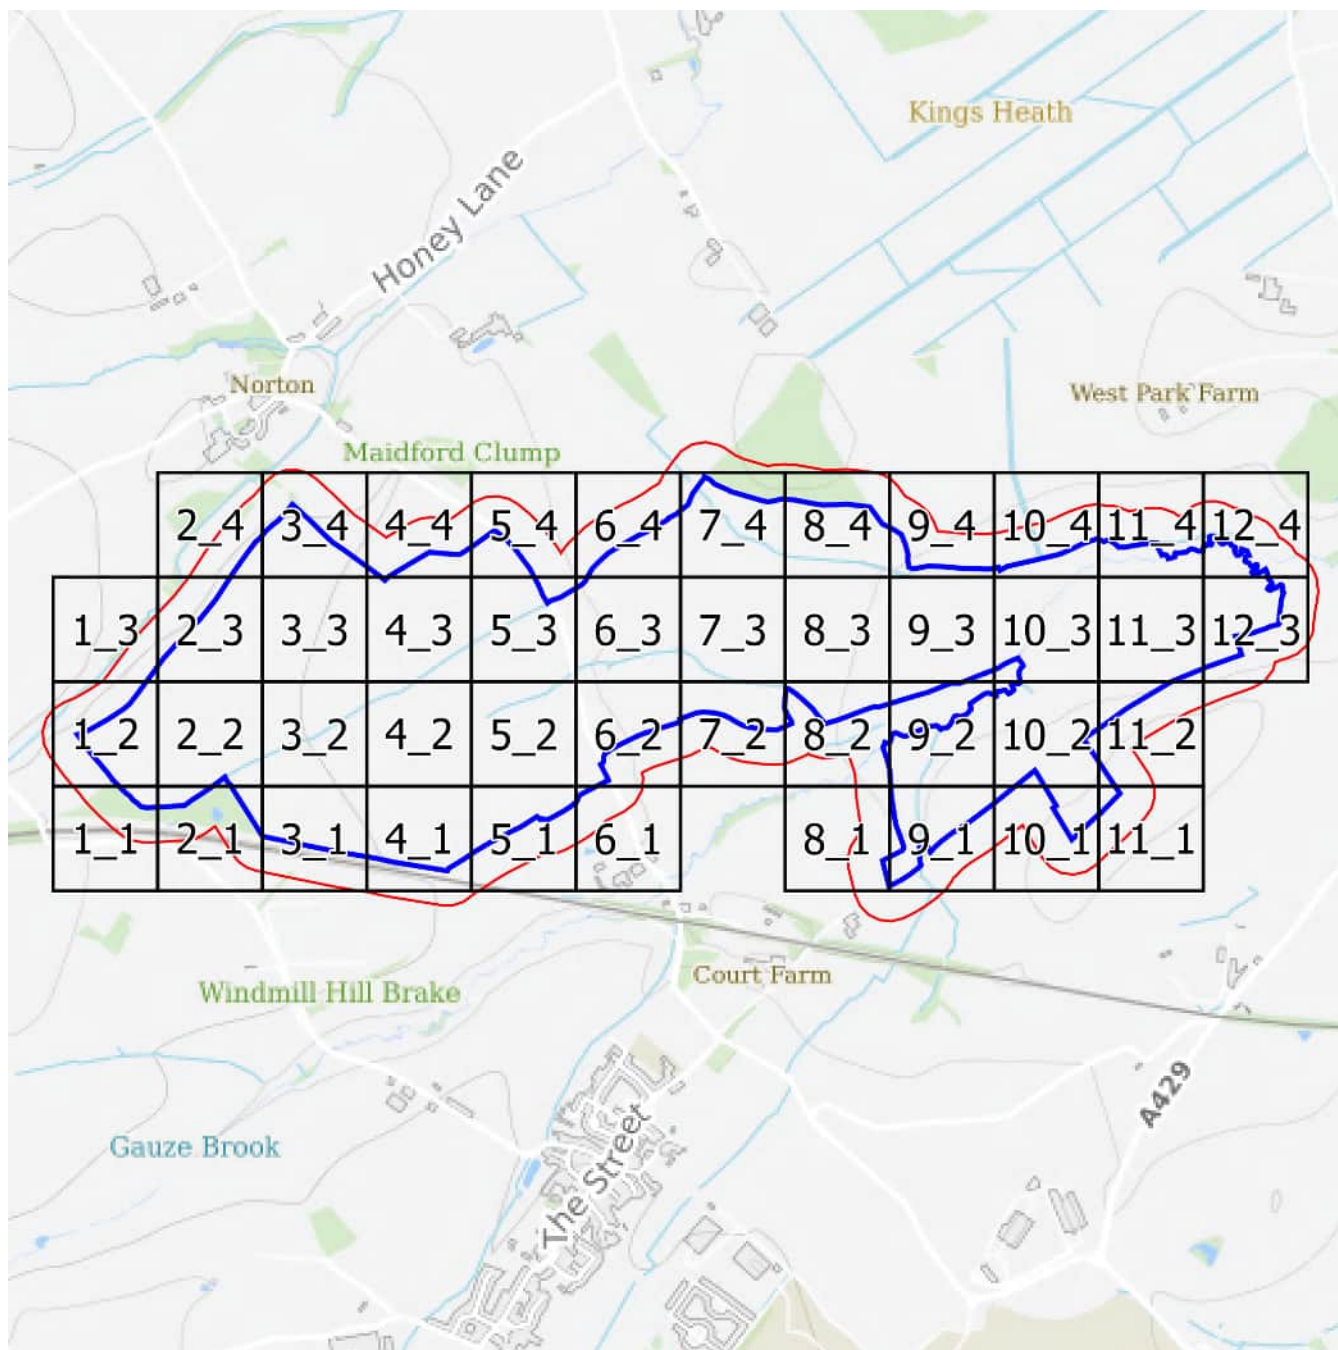 Kings Heath
Honey Lane
Norton
West Park Farm
Maidford Clump
2_4 3_4 4_4 5_4 6_4 7_4 8_4 9_4 10_4 11_4 12_4
1_3 2_3 3_3 4_3 5_3 6_3 7_3 8_3 9_3 10_3 11_3 12_3
1_2 2_2 3_2 4_2 5_2 6_2 7_2 8_2 9_2 10_2 11_2
1_1 2_1 3_1 4_1 5_1 6_1 8_1 9_1 10_1 11_1
Court Farm
Windmill Hill Brake
A429
Gauze Brook
The Street